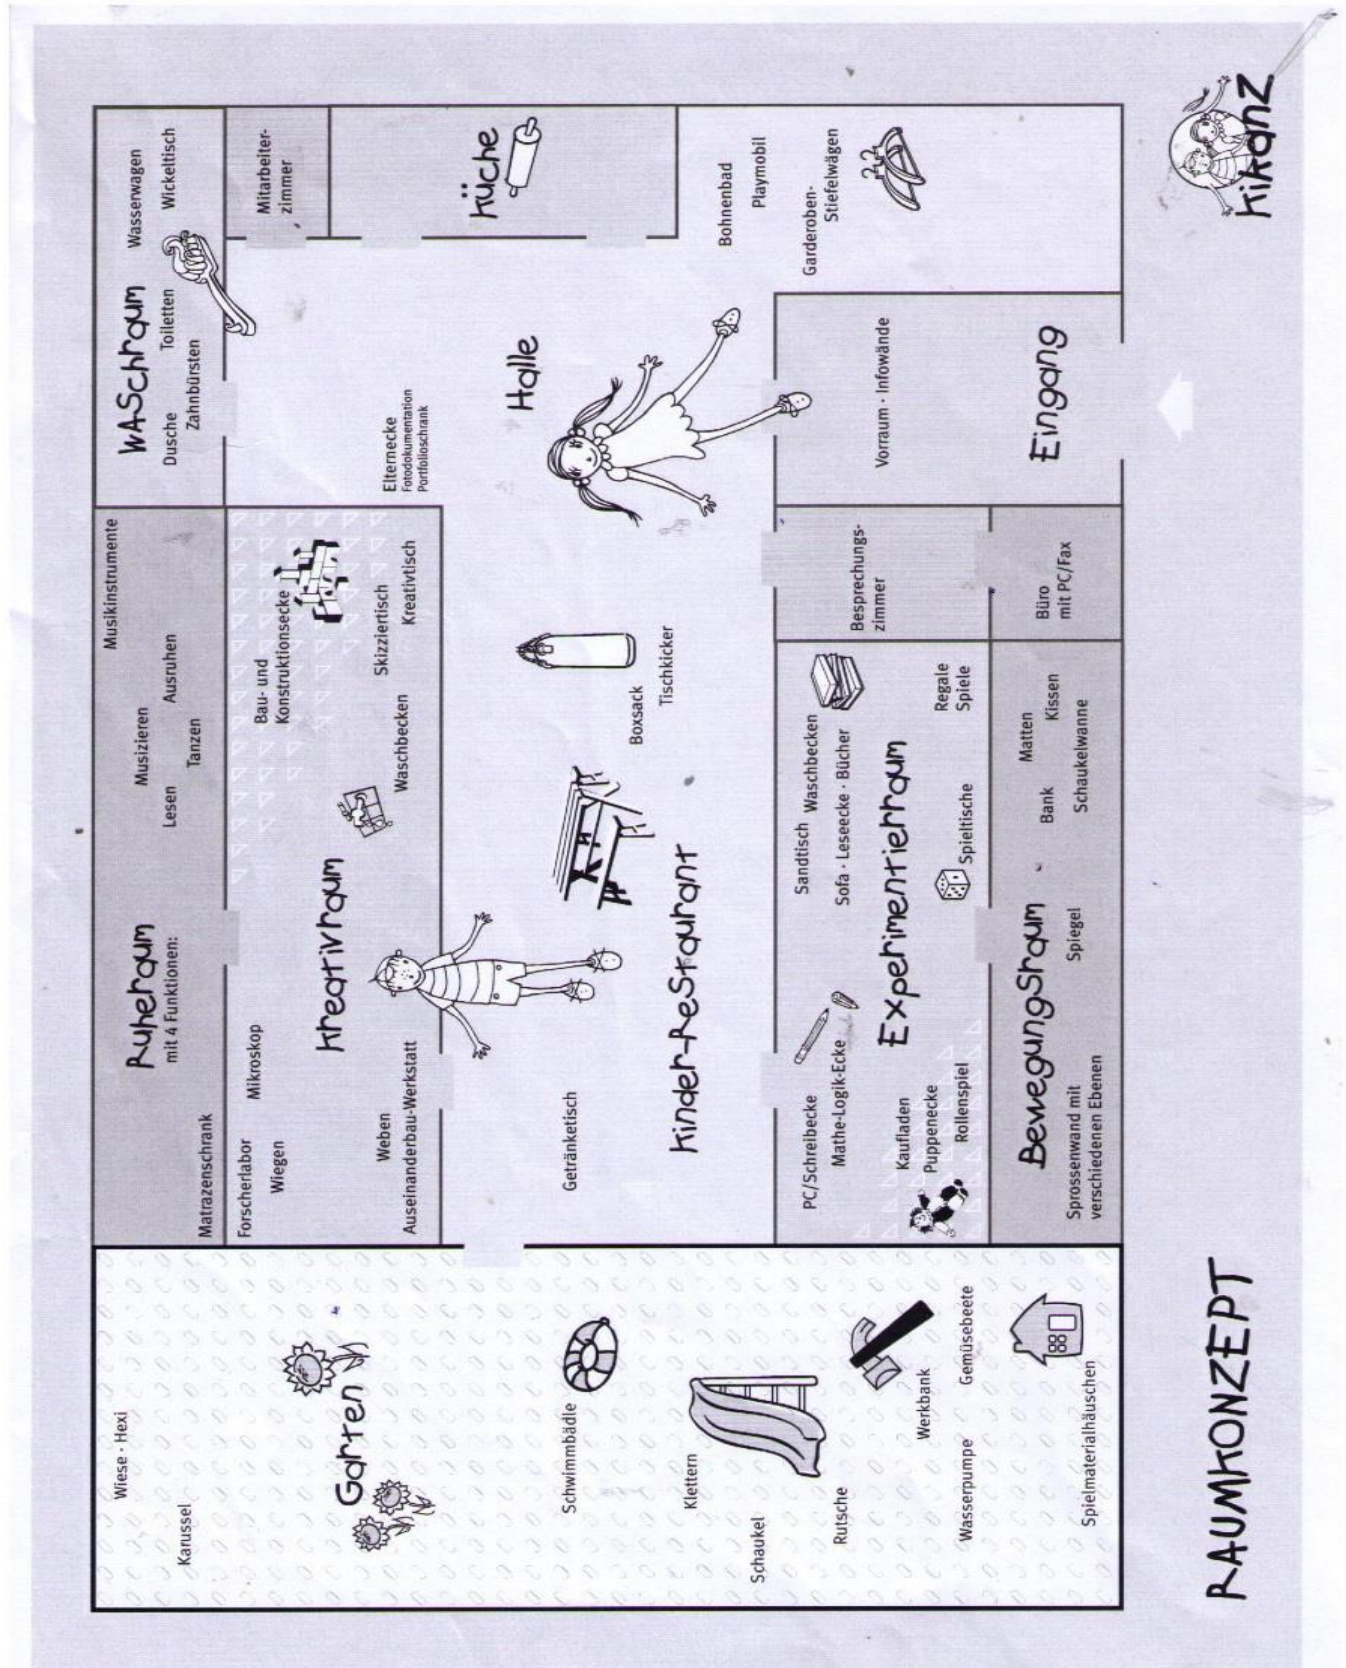 Wiese · Hexi
Karussel
Garten
Schwimmbädle
Klettern
Schaukel
Rutsche
Werkbank
Wasserpumpe
Gemüsebeete
Spielmaterialhäuschen
Ruheraum
mit 4 Funktionen:
Matrazenschrank
Musizieren
Lesen
Ausruhen
Tanzen
Musikinstrumente
Waschraum
Wasserwagen
Wickeltisch
Dusche
Toiletten
Zahnbürsten
Mitarbeiter-
zimmer
Küche
Forscherlabor
Mikroskop
Wiegen
Kreativraum
Weben
Auseinanderbau-Werkstatt
Bau- und
Konstruktionsecke
Skizziertisch
Kreativtisch
Waschbecken
Elternecke
Fotodokumentation
Portfolioschrank
Halle
Bohnenbad
Playmobil
Garderoben-
Stiefelwägen
Getränketisch
Kinder-Restaurant
Boxsack
Tischkicker
PC/Schreibecke
Mathe-Logik-Ecke
Sandtisch
Waschbecken
Sofa · Leseecke · Bücher
Experimentierraum
Kaufladen
Puppenecke
Rollenspiel
Spieltische
Regale
Spiele
Besprechungs-
zimmer
Vorraum · Infowände
Eingang
Büro
mit PC/Fax
Bewegungsraum
Sprossenwand mit
verschiedenen Ebenen
Spiegel
Bank
Matten
Kissen
Schaukelwanne
RAUMKONZEPT
kikanz